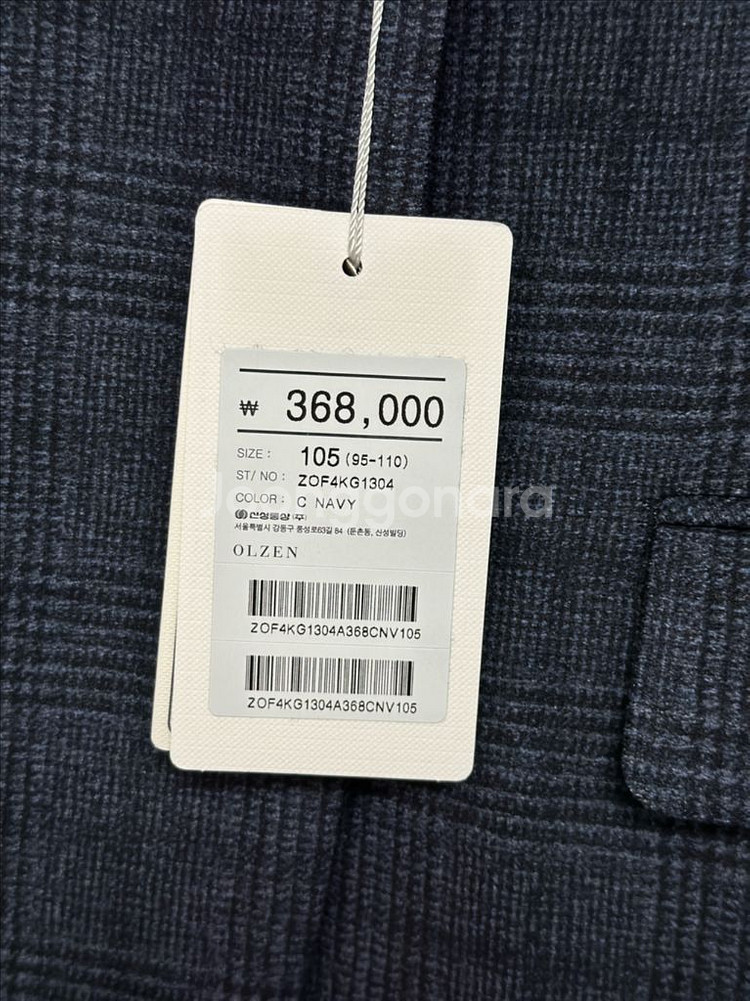 ₩ 368,000
SIZE : 105 (95-110)
ST/ NO : ZOF4KG1304
COLOR : C NAVY
신성통상 (주)
서울특별시 강동구 풍성로63길 84 (둔촌동, 신성빌딩)
OLZEN
ZOF4KG1304A368CNV105
ZOF4KG1304A368CNV105